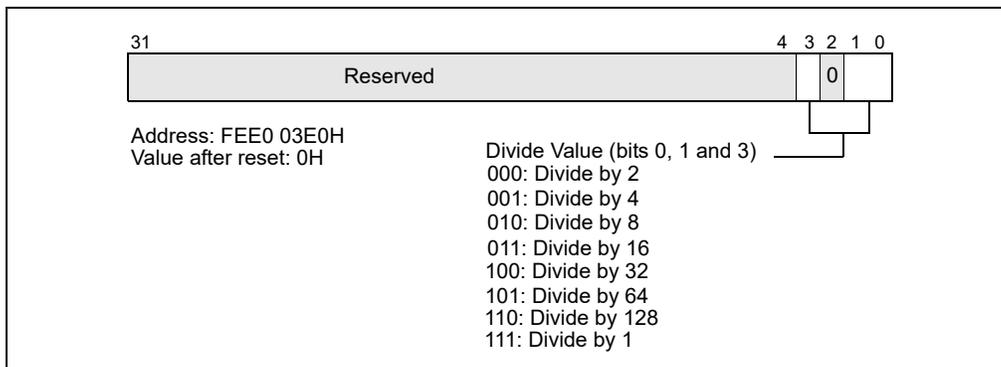 31 4 3 2 1 0
Reserved 0
Address: FEE0 03E0H
Value after reset: 0H
Divide Value (bits 0, 1 and 3)
000: Divide by 2
001: Divide by 4
010: Divide by 8
011: Divide by 16
100: Divide by 32
101: Divide by 64
110: Divide by 128
111: Divide by 1